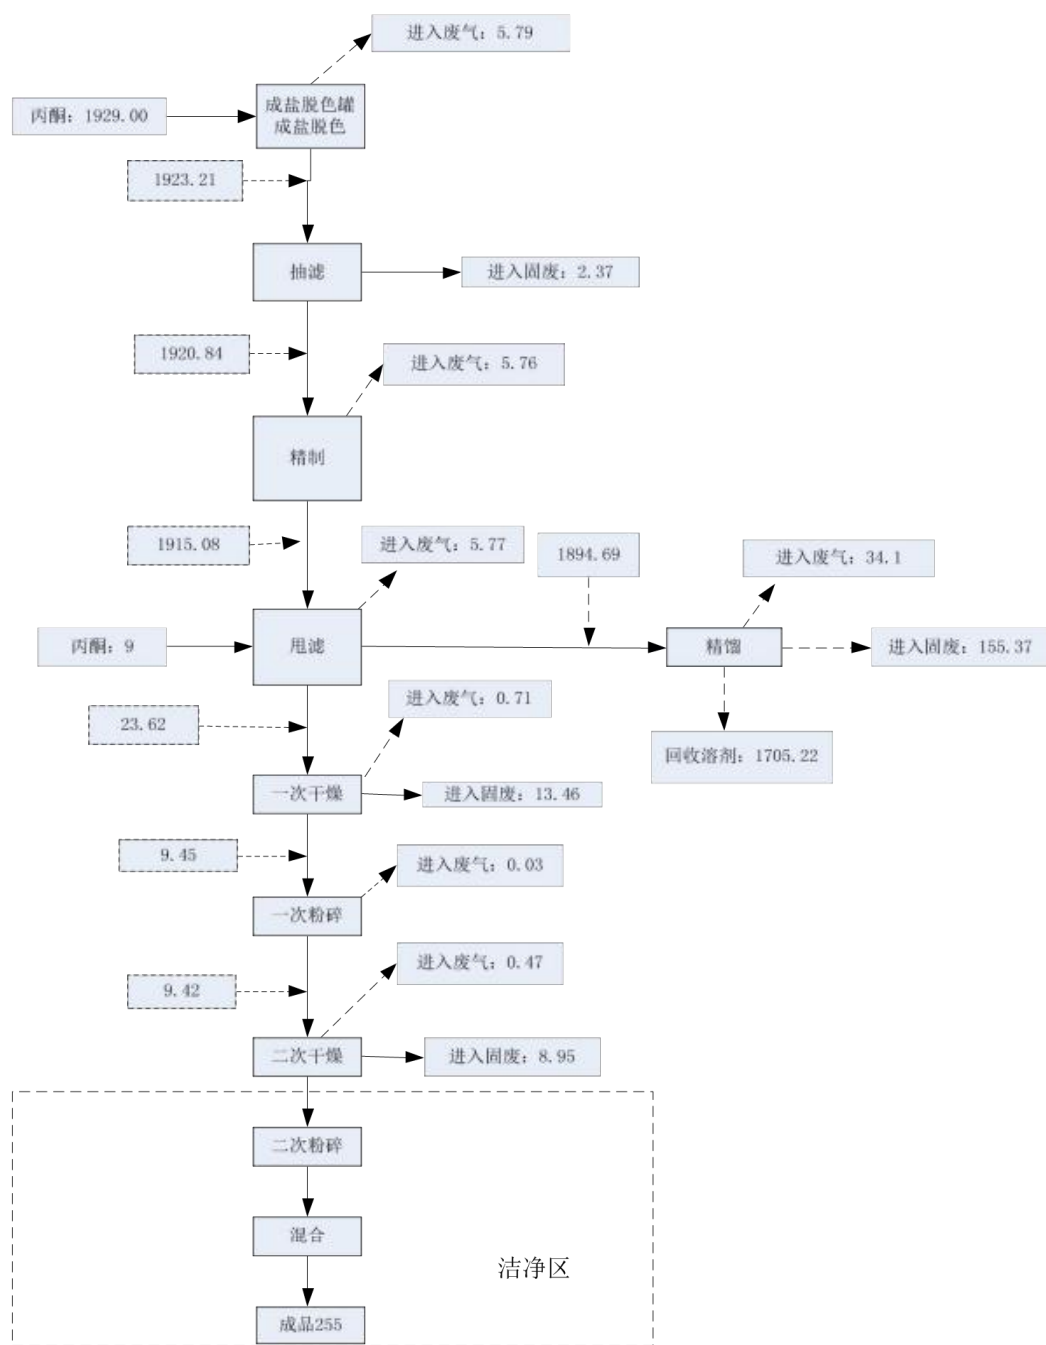 进入废气：5.79
丙酮：1929.00
成盐脱色罐
成盐脱色
1923.21
抽滤
进入固废：2.37
1920.84
进入废气：5.76
精制
1915.08
进入废气：5.77
1894.69
进入废气：34.1
丙酮：9
甩滤
精馏
进入固废：155.37
进入废气：0.71
23.62
回收溶剂：1705.22
一次干燥
进入固废：13.46
9.45
进入废气：0.03
一次粉碎
进入废气：0.47
9.42
二次干燥
进入固废：8.95
二次粉碎
混合
洁净区
成品255